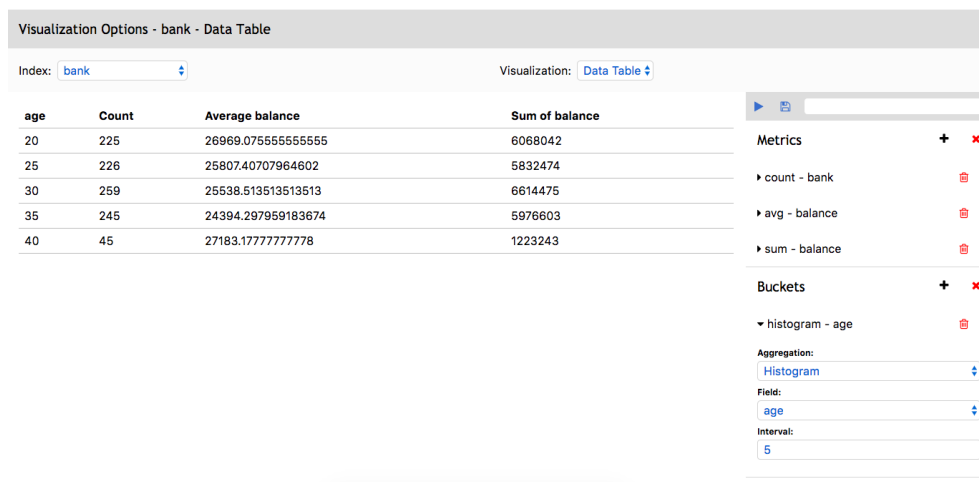 Visualization Options - bank - Data Table
Index: bank Visualization: Data Table
age Count Average balance Sum of balance
20 225 26969.075555555555 6068042
25 226 25807.40707964602 5832474
30 259 25538.513513513513 6614475
35 245 24394.297959183674 5976603
40 45 27183.17777777778 1223243
Metrics
count - bank
avg - balance
sum - balance
Buckets
histogram - age
Aggregation:
Histogram
Field:
age
Interval:
5